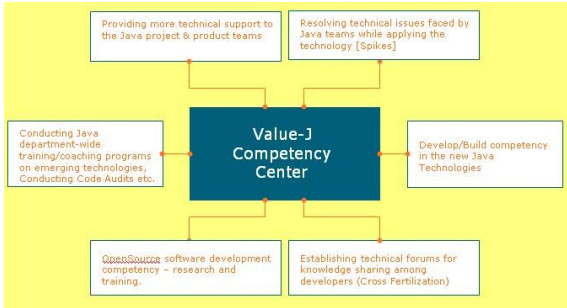 Providing more technical support to
the Java project & product teams
Resolving technical issues faced by
Java teams while applying the
technology [Spikes]
Conducting Java
department-wide
training/coaching programs
on emerging technologies,
Conducting Code Audits etc.
Value-J
Competency
Center
Develop/Build competency
in the new Java
Technologies
OpenSource software development
competency – research and
training.
Establishing technical forums for
knowledge sharing among
developers (Cross Fertilization)